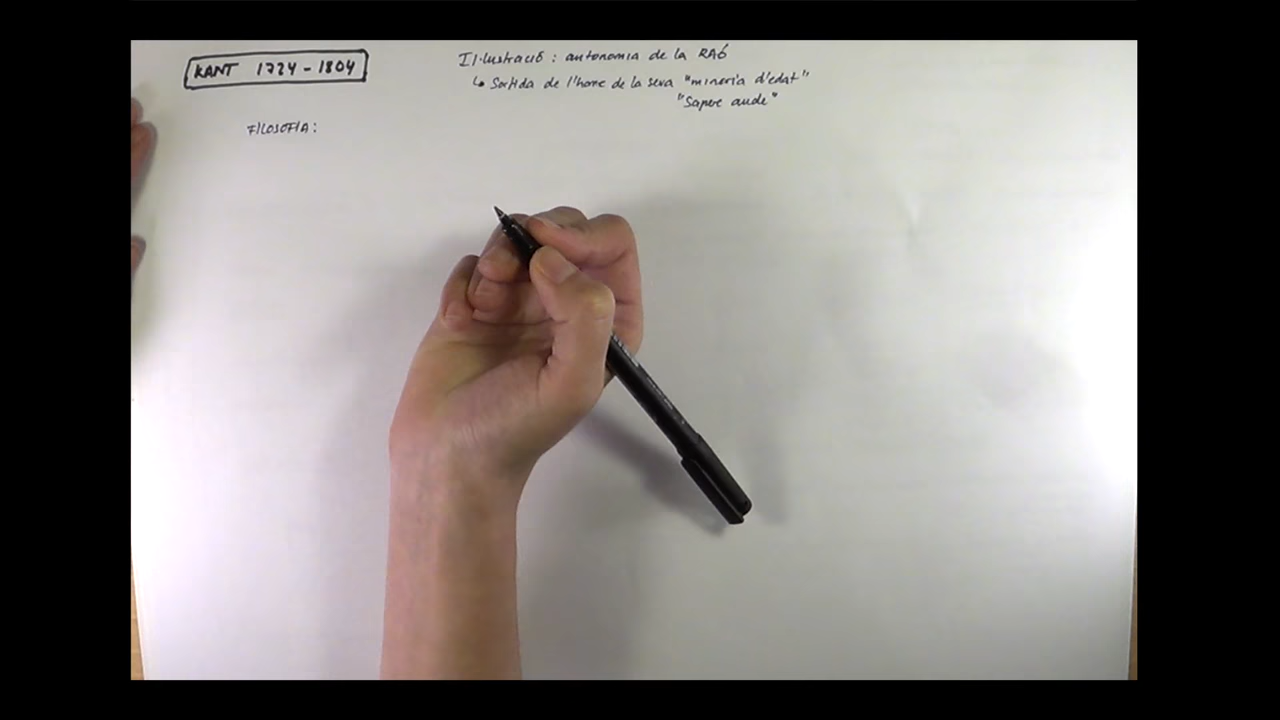 KANT 1724-1804
Il·lustració: autonomia de la RAÓ
↳ Sortida de l'home de la seva "minoria d'edat"
"Sapere aude"
FILOSOFIA: